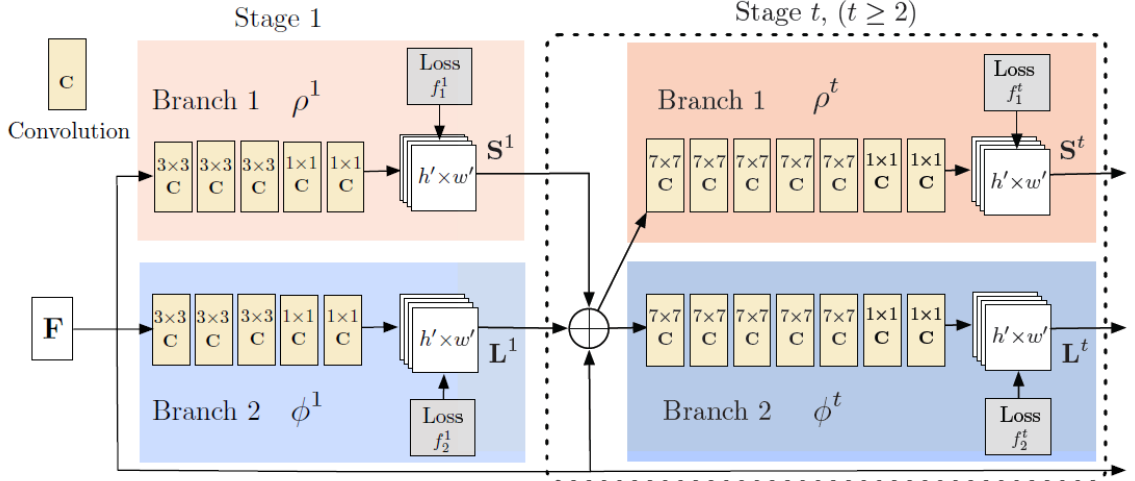 Stage 1
Stage t, (t ≥ 2)
C
Convolution
Branch 1 ρ¹
Loss
f₁¹
3×3 3×3 3×3 1×1 1×1
C C C C C
h′×w′
S¹
Branch 1 ρᵗ
Loss
f₁ᵗ
7×7 7×7 7×7 7×7 7×7 1×1 1×1
C C C C C C C
h′×w′
Sᵗ
F
3×3 3×3 3×3 1×1 1×1
C C C C C
h′×w′
L¹
Branch 2 ϕ¹
Loss
f₂¹
7×7 7×7 7×7 7×7 7×7 1×1 1×1
C C C C C C C
h′×w′
Lᵗ
Branch 2 ϕᵗ
Loss
f₂ᵗ